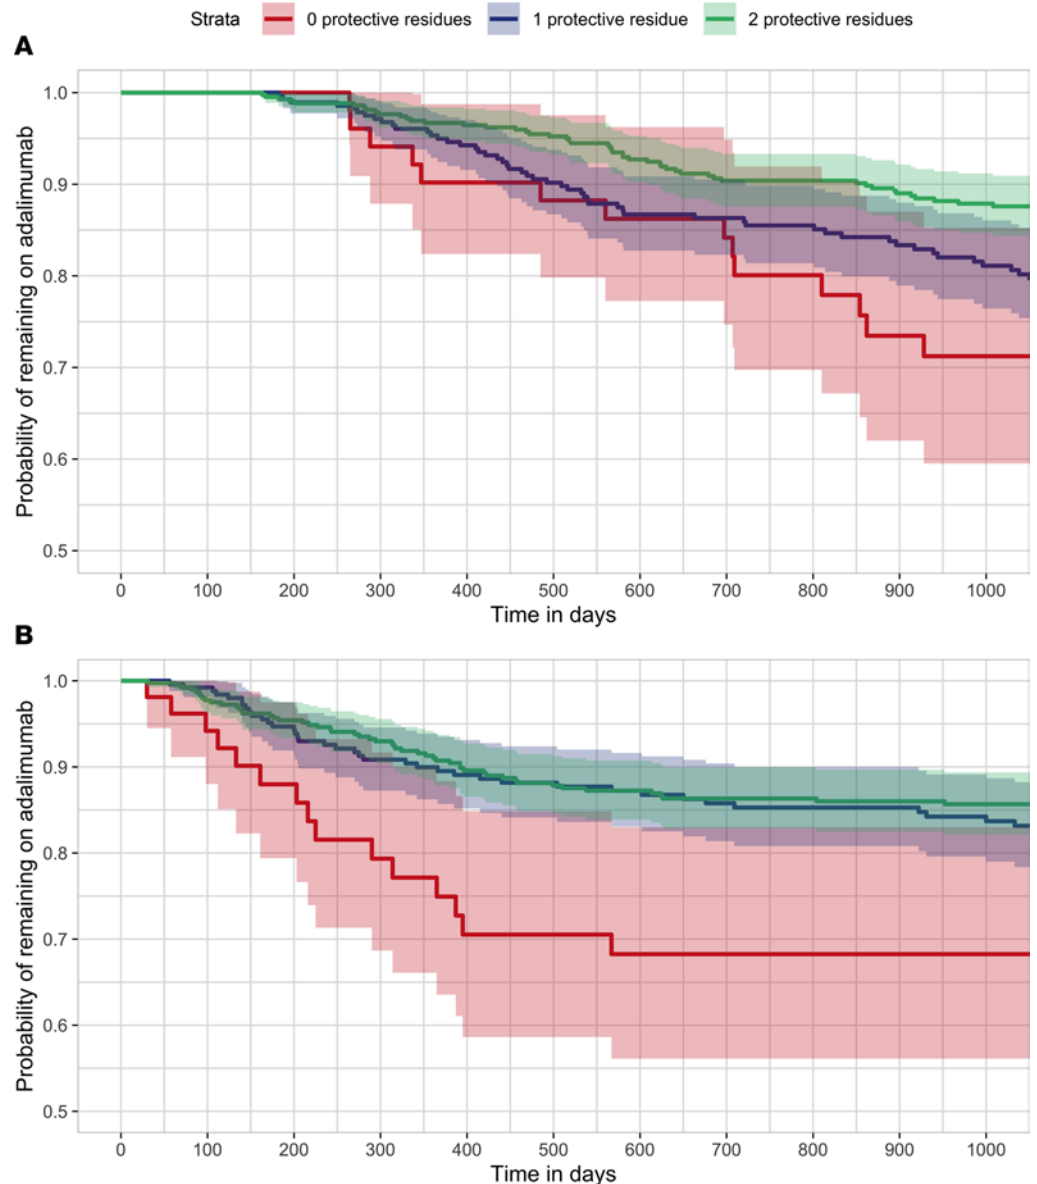 Strata 0 protective residues 1 protective residue 2 protective residues
A
Probability of remaining on adalimumab
1.0
0.9
0.8
0.7
0.6
0.5
0 100 200 300 400 500 600 700 800 900 1000
Time in days
B
Probability of remaining on adalimumab
1.0
0.9
0.8
0.7
0.6
0.5
0 100 200 300 400 500 600 700 800 900 1000
Time in days